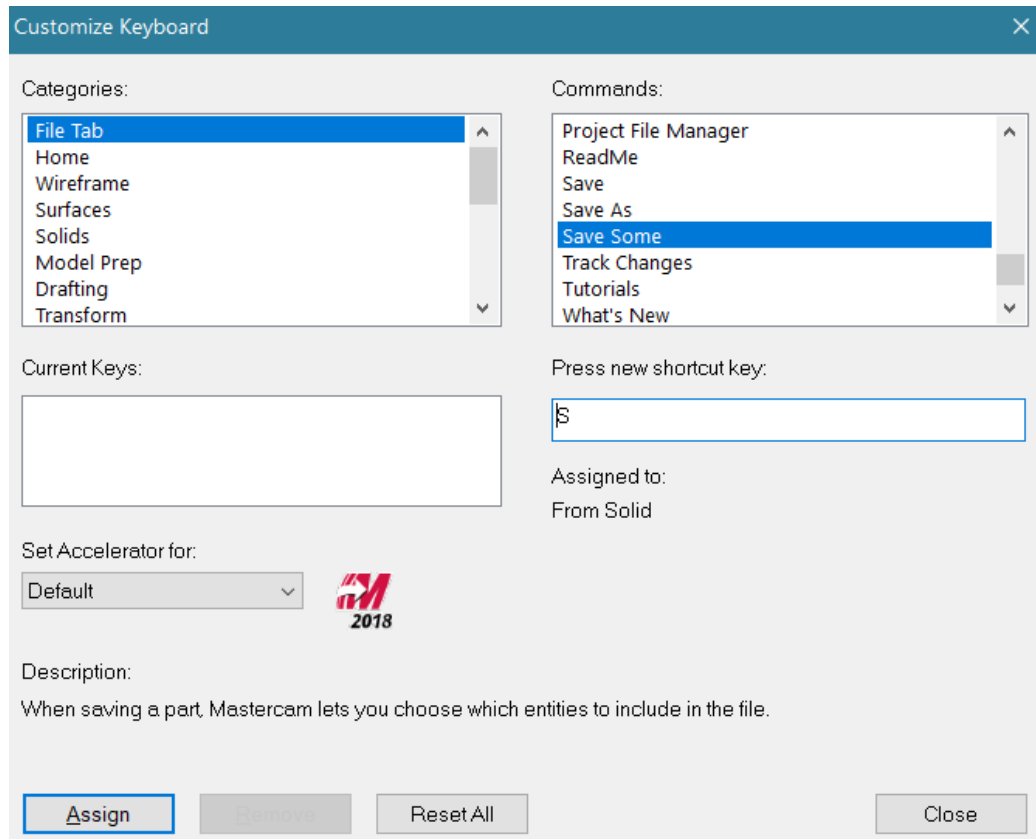 Customize Keyboard
Categories:
File Tab
Home
Wireframe
Surfaces
Solids
Model Prep
Drafting
Transform
Commands:
Project File Manager
ReadMe
Save
Save As
Save Some
Track Changes
Tutorials
What's New
Current Keys:
Press new shortcut key:
S
Assigned to:
From Solid
Set Accelerator for:
Default
2018
Description:
When saving a part, Mastercam lets you choose which entities to include in the file.
Assign
Remove
Reset All
Close